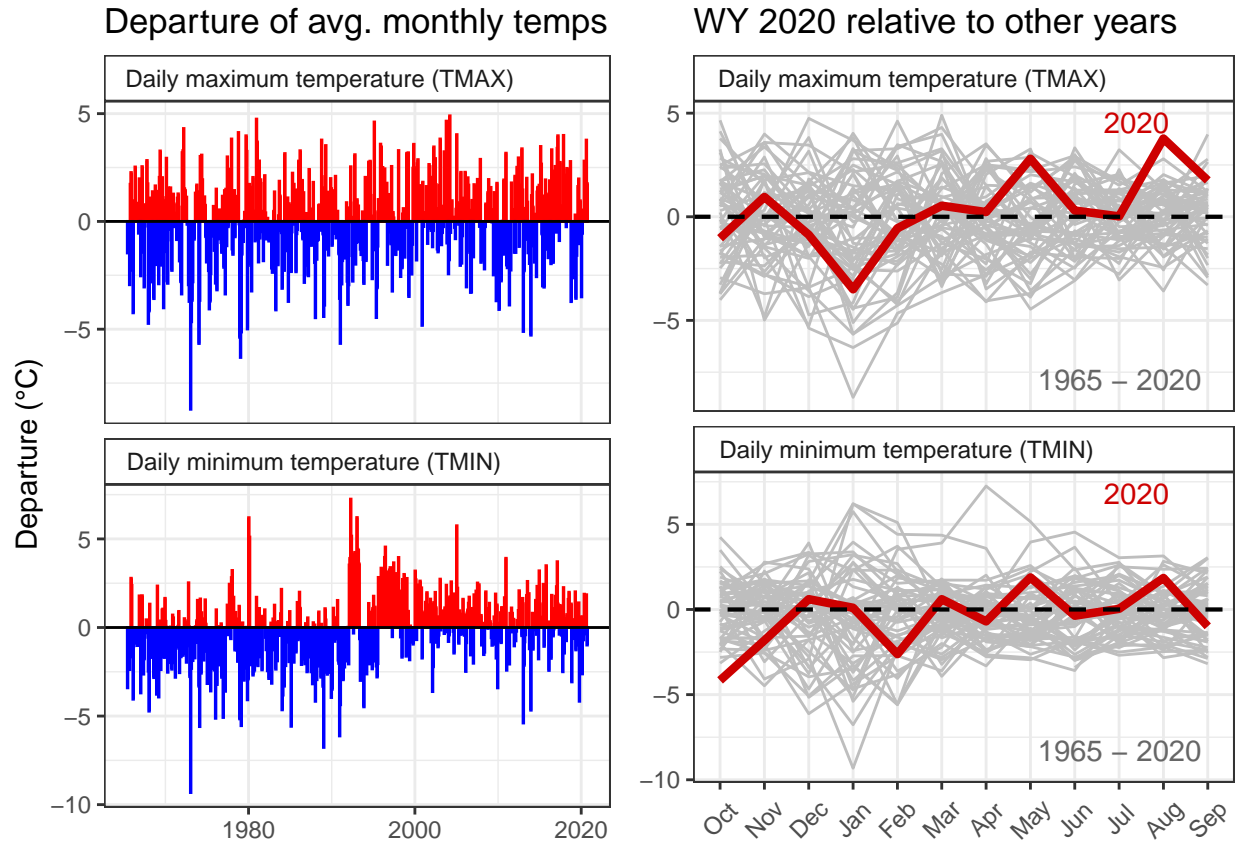 Departure of avg. monthly temps
WY 2020 relative to other years
Departure (°C)
Daily maximum temperature (TMAX)
5
0
−5
Daily minimum temperature (TMIN)
5
0
−5
−10
1980
2000
2020
Daily maximum temperature (TMAX)
5
0
−5
2020
1965 − 2020
Daily minimum temperature (TMIN)
5
0
−5
−10
2020
1965 − 2020
Oct
Nov
Dec
Jan
Feb
Mar
Apr
May
Jun
Jul
Aug
Sep